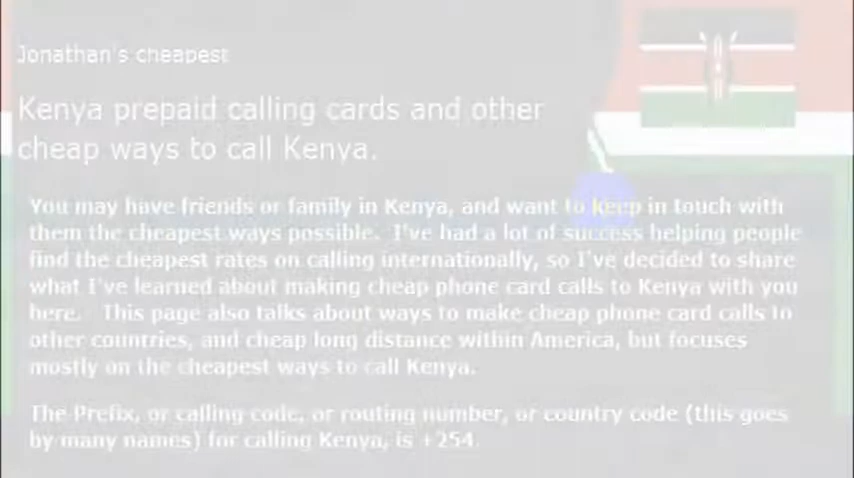 Jonathan's cheapest
Kenya prepaid calling cards and other
cheap ways to call Kenya.
You may have friends or family in Kenya, and want to keep in touch with
them the cheapest ways possible.  I've had a lot of success helping people
find the cheapest rates on calling internationally, so I've decided to share
what I've learned about making cheap phone card calls to Kenya with you
here.   This page also talks about ways to make cheap phone card calls to
other countries, and cheap long distance within America, but focuses
mostly on the cheapest ways to call Kenya.
The Prefix, or calling code, or routing number, or country code (this goes
by many names) for calling Kenya, is +254.